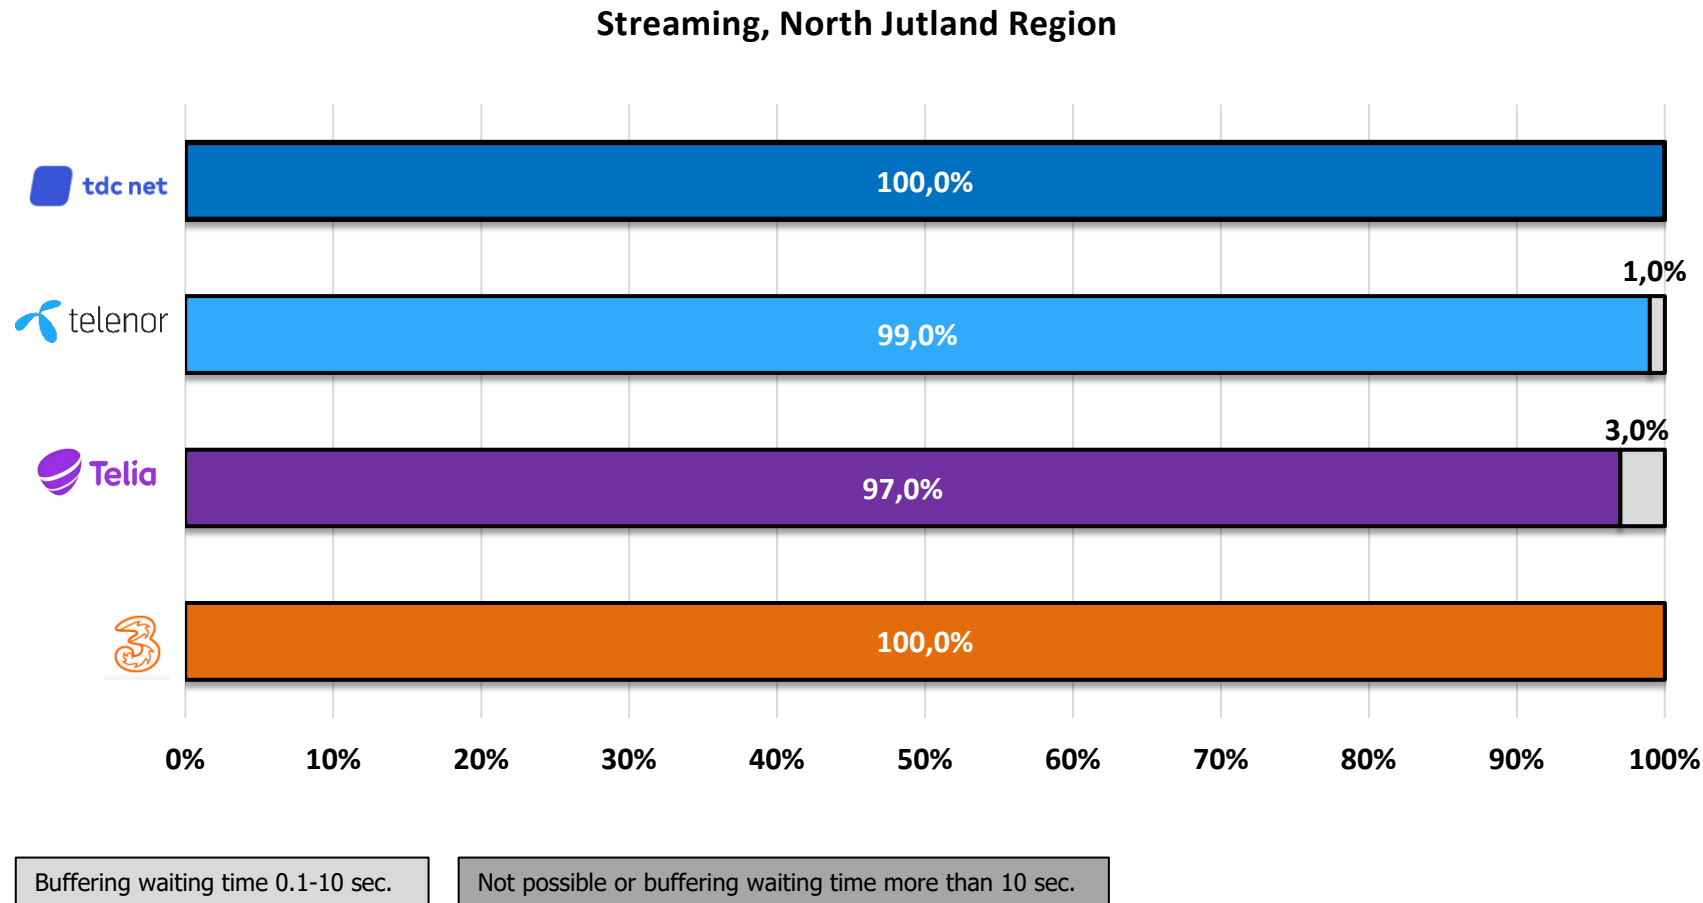 Streaming, North Jutland Region
tdc net
100,0%
1,0%
telenor
99,0%
3,0%
Telia
97,0%
3
100,0%
0% 10% 20% 30% 40% 50% 60% 70% 80% 90% 100%
Buffering waiting time 0.1-10 sec.
Not possible or buffering waiting time more than 10 sec.